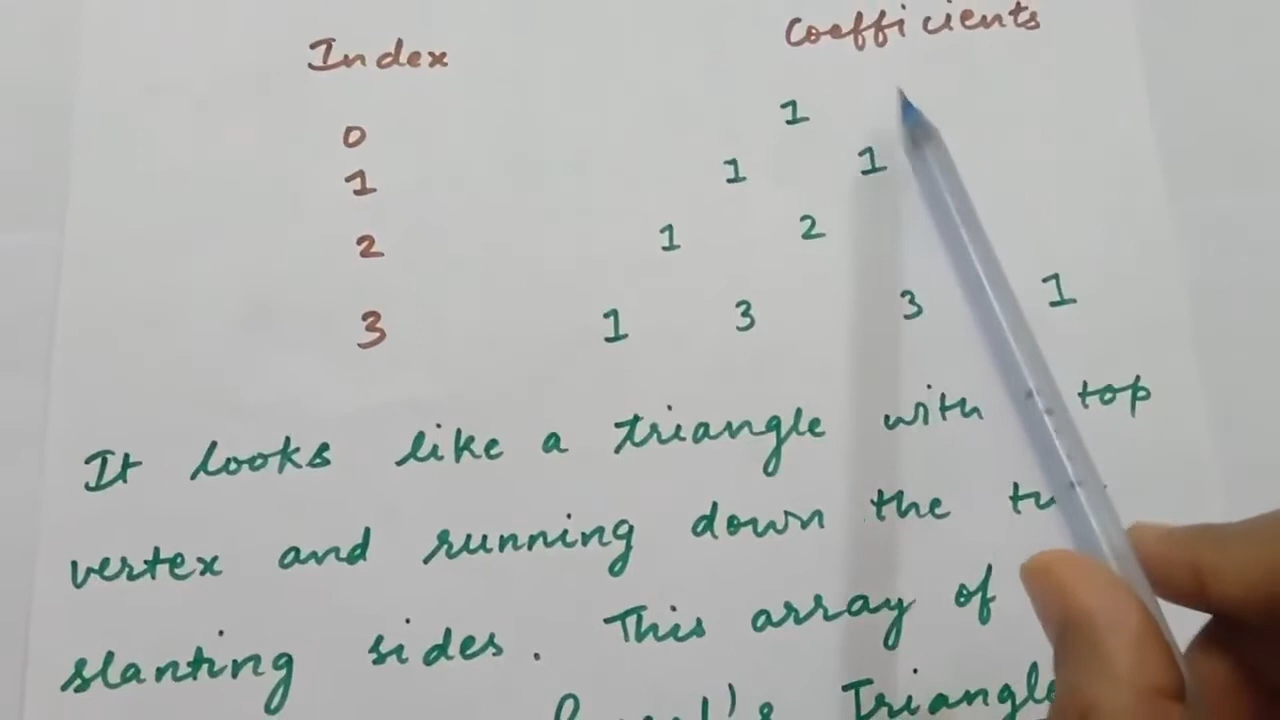 Index Coefficients
0 1
1 1 1
2 1 2
3 1 3 3 1
It looks like a triangle with top
vertex and running down the
slanting sides. This array of
Triangle